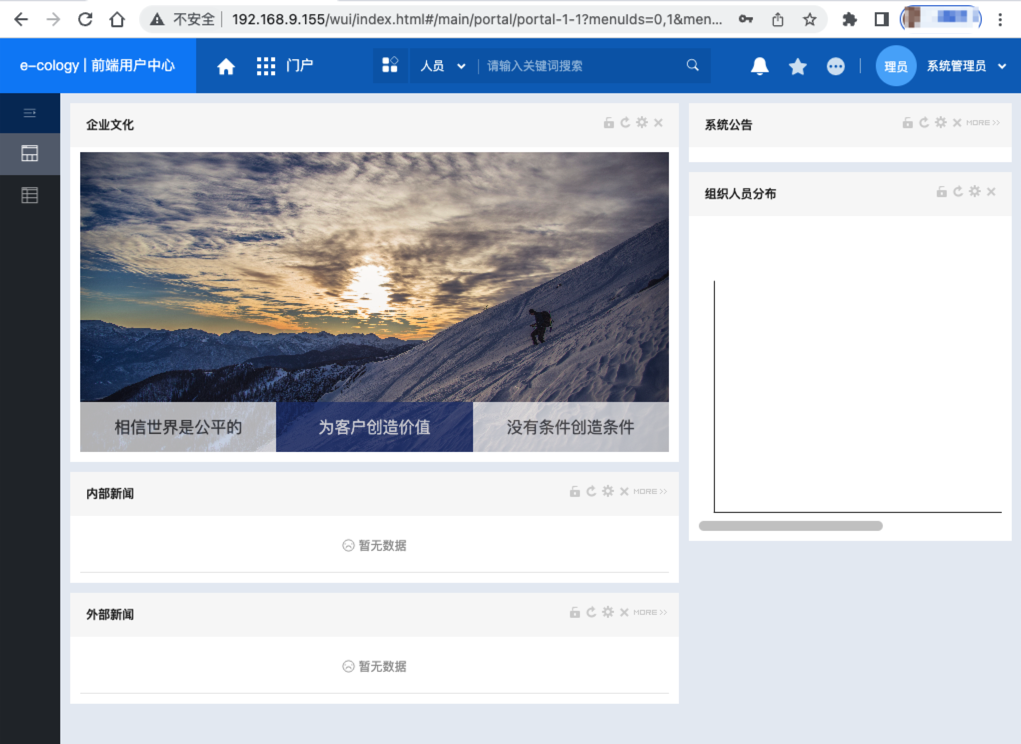 不安全 | 192.168.9.155/wui/index.html#/main/portal/portal-1-1?menuIds=0,1&men...
e-cology | 前端用户中心
门户
人员
请输入关键词搜索
理员
系统管理员
企业文化
相信世界是公平的
为客户创造价值
没有条件创造条件
内部新闻
MORE >>
暂无数据
外部新闻
MORE >>
暂无数据
系统公告
MORE >>
组织人员分布